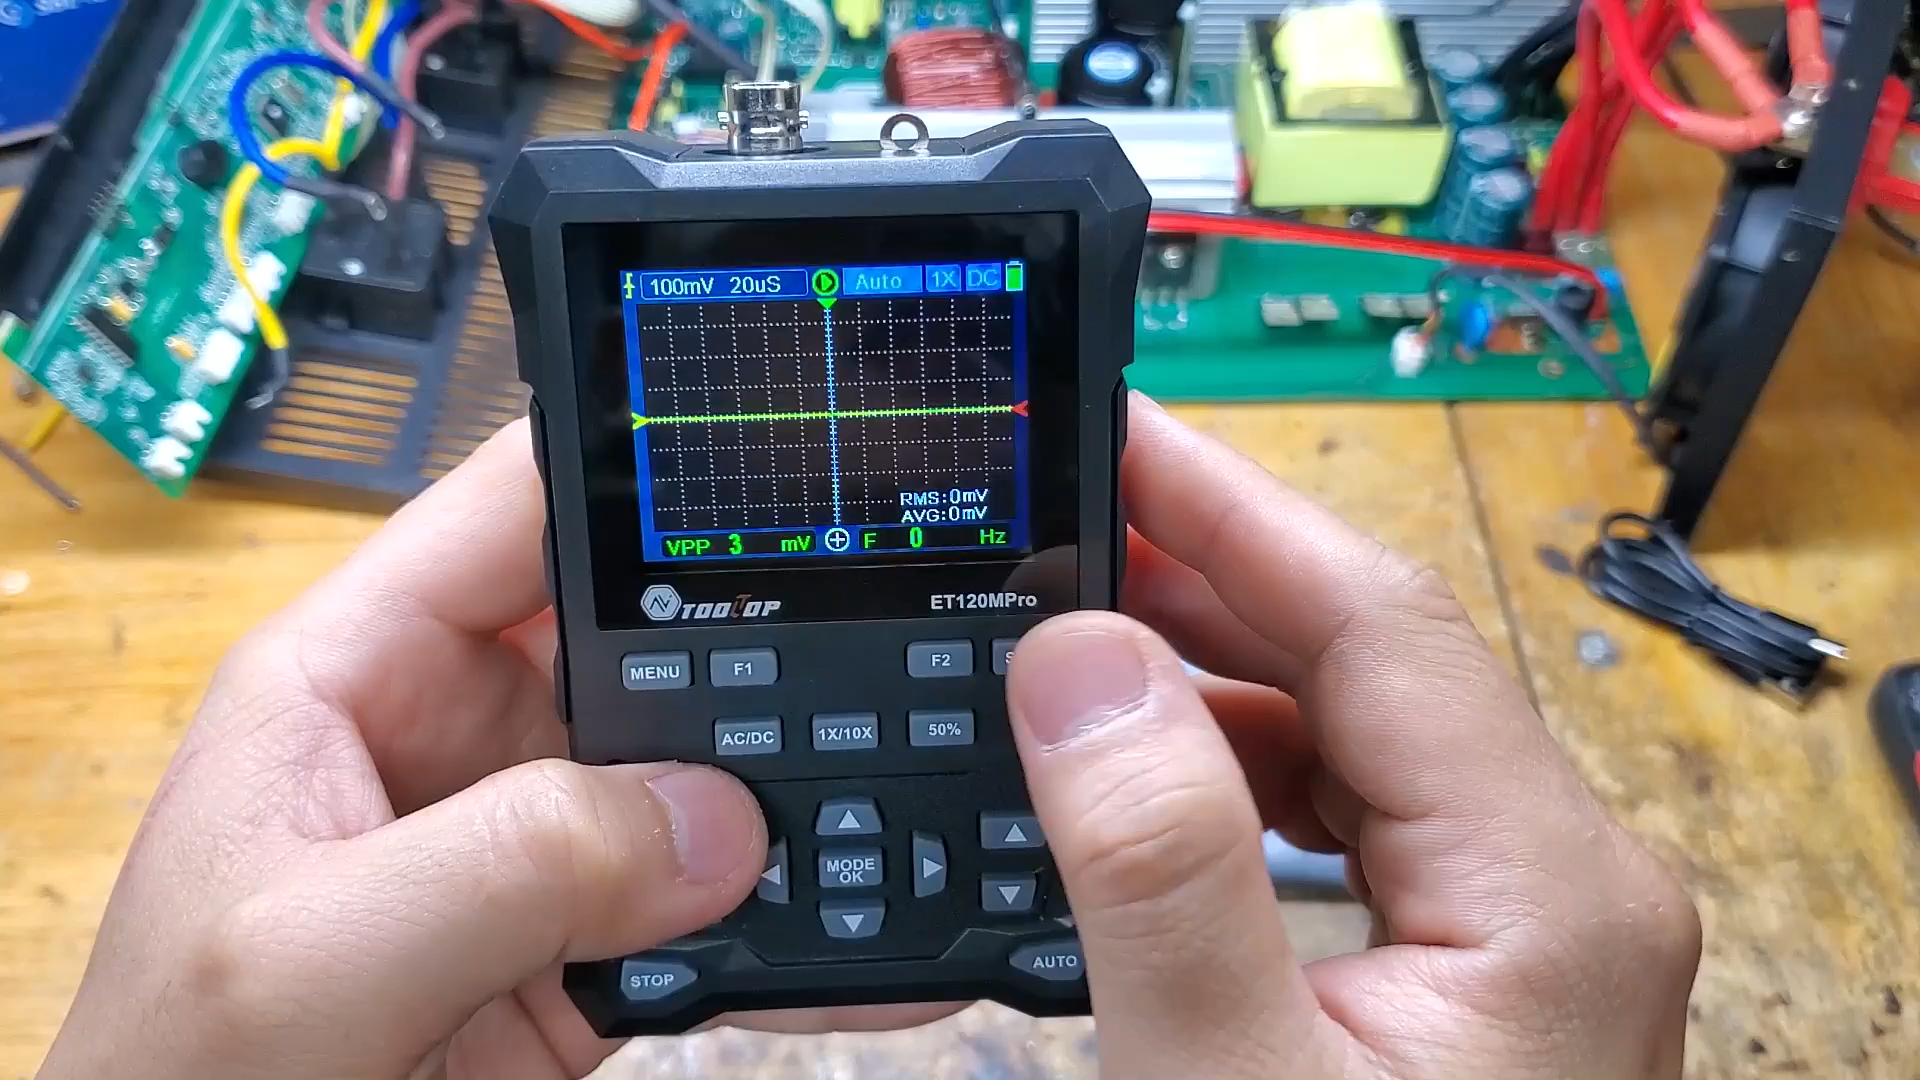 100mV 20uS Auto 1X DC
RMS:0mV
AVG:0mV
VPP 3 mV F 0 Hz
TOOLTOP ET120MPro
MENU F1 F2 S
AC/DC 1X/10X 50%
MODE
OK
STOP AUTO